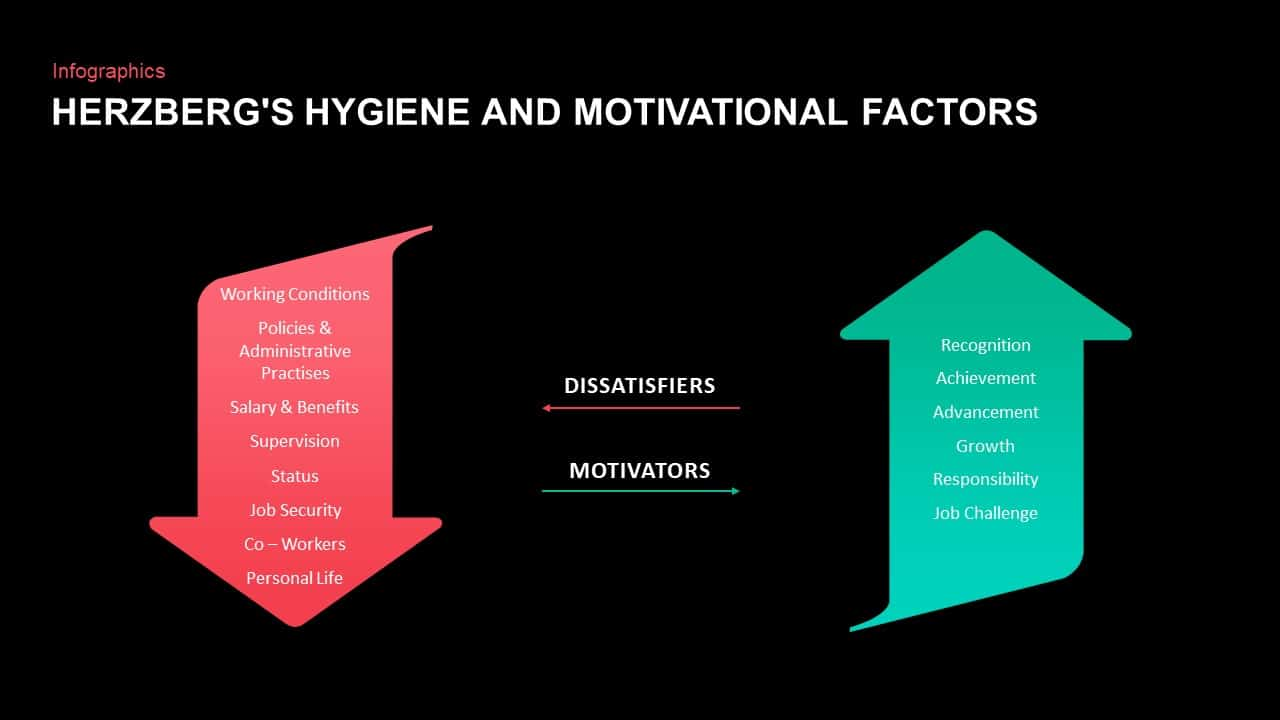 Infographics
HERZBERG'S HYGIENE AND MOTIVATIONAL FACTORS
Working Conditions
Policies &
Administrative
Practises
Salary & Benefits
Supervision
Status
Job Security
Co – Workers
Personal Life
DISSATISFIERS
MOTIVATORS
Recognition
Achievement
Advancement
Growth
Responsibility
Job Challenge